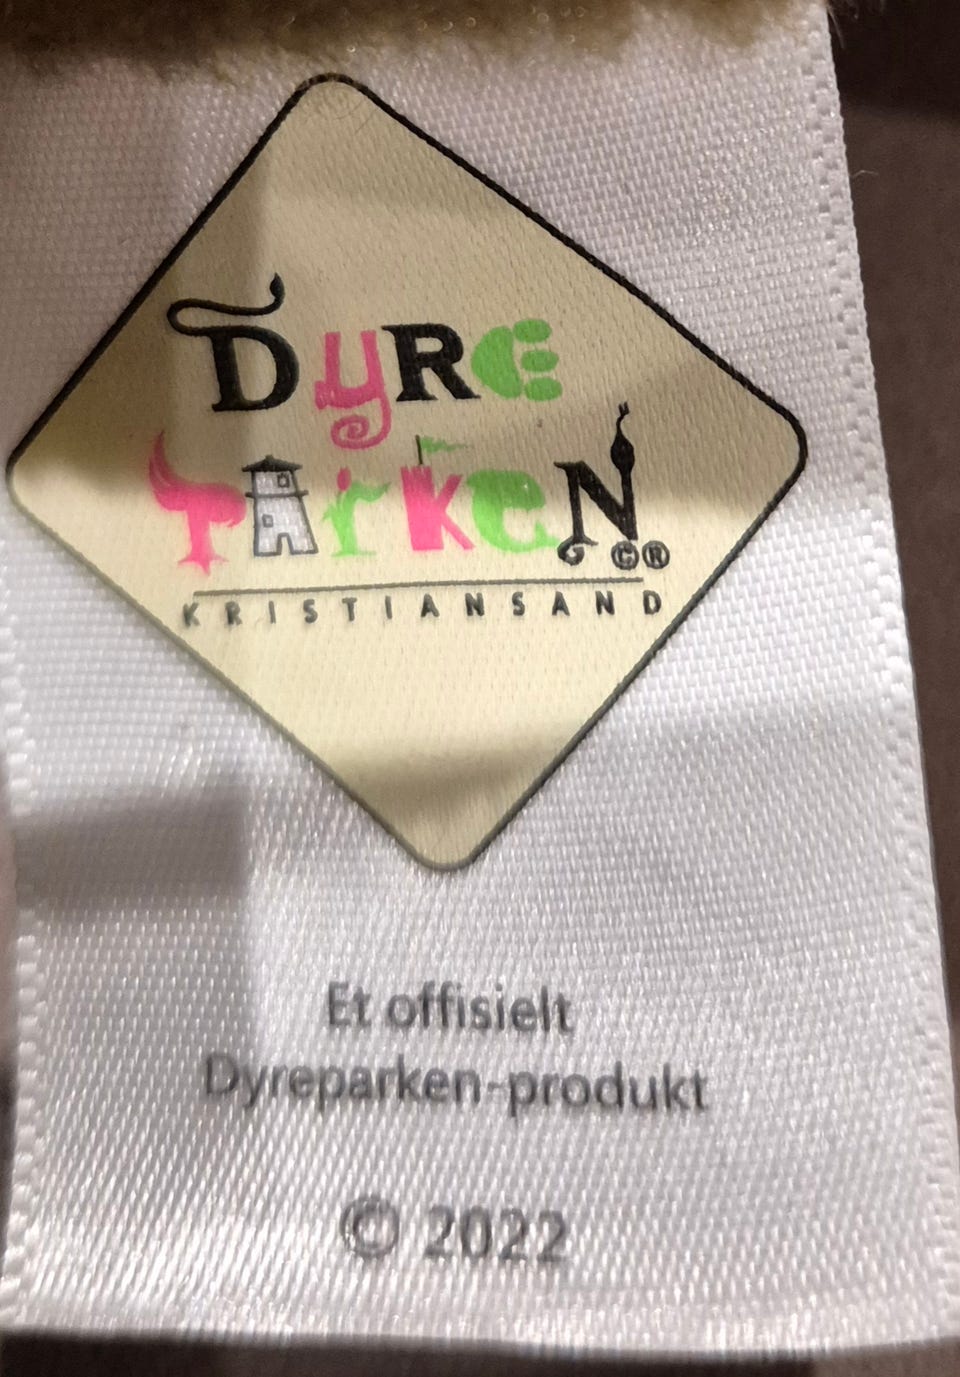 DyRe
PARKeN ©®
KRISTIANSAND
Et offisielt
Dyreparken-produkt
© 2022